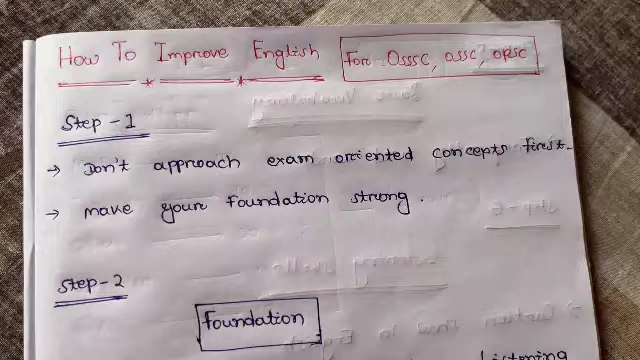 How To Improve English
For OSSSC, OSSC, OPSC
Step - 1
→ Don't approach exam oriented concepts first.
→ make your foundation strong.
Step - 2
foundation
Listening